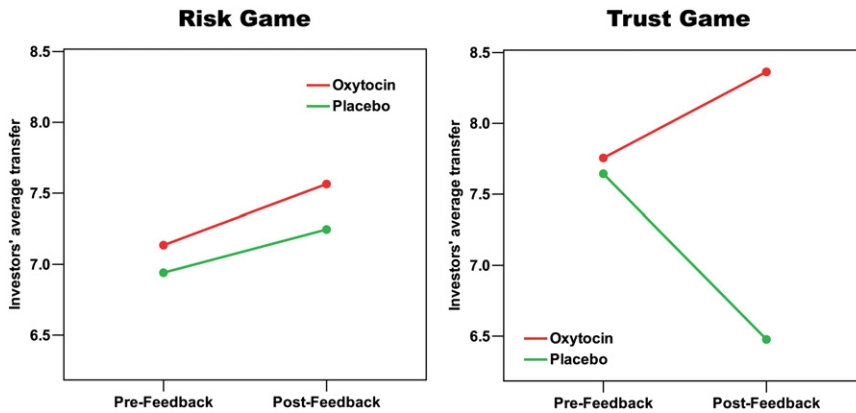 Risk Game
Investors' average transfer
8.5
8.0
7.5
7.0
6.5
Oxytocin
Placebo
Pre-Feedback
Post-Feedback
Trust Game
Investors' average transfer
8.5
8.0
7.5
7.0
6.5
Oxytocin
Placebo
Pre-Feedback
Post-Feedback